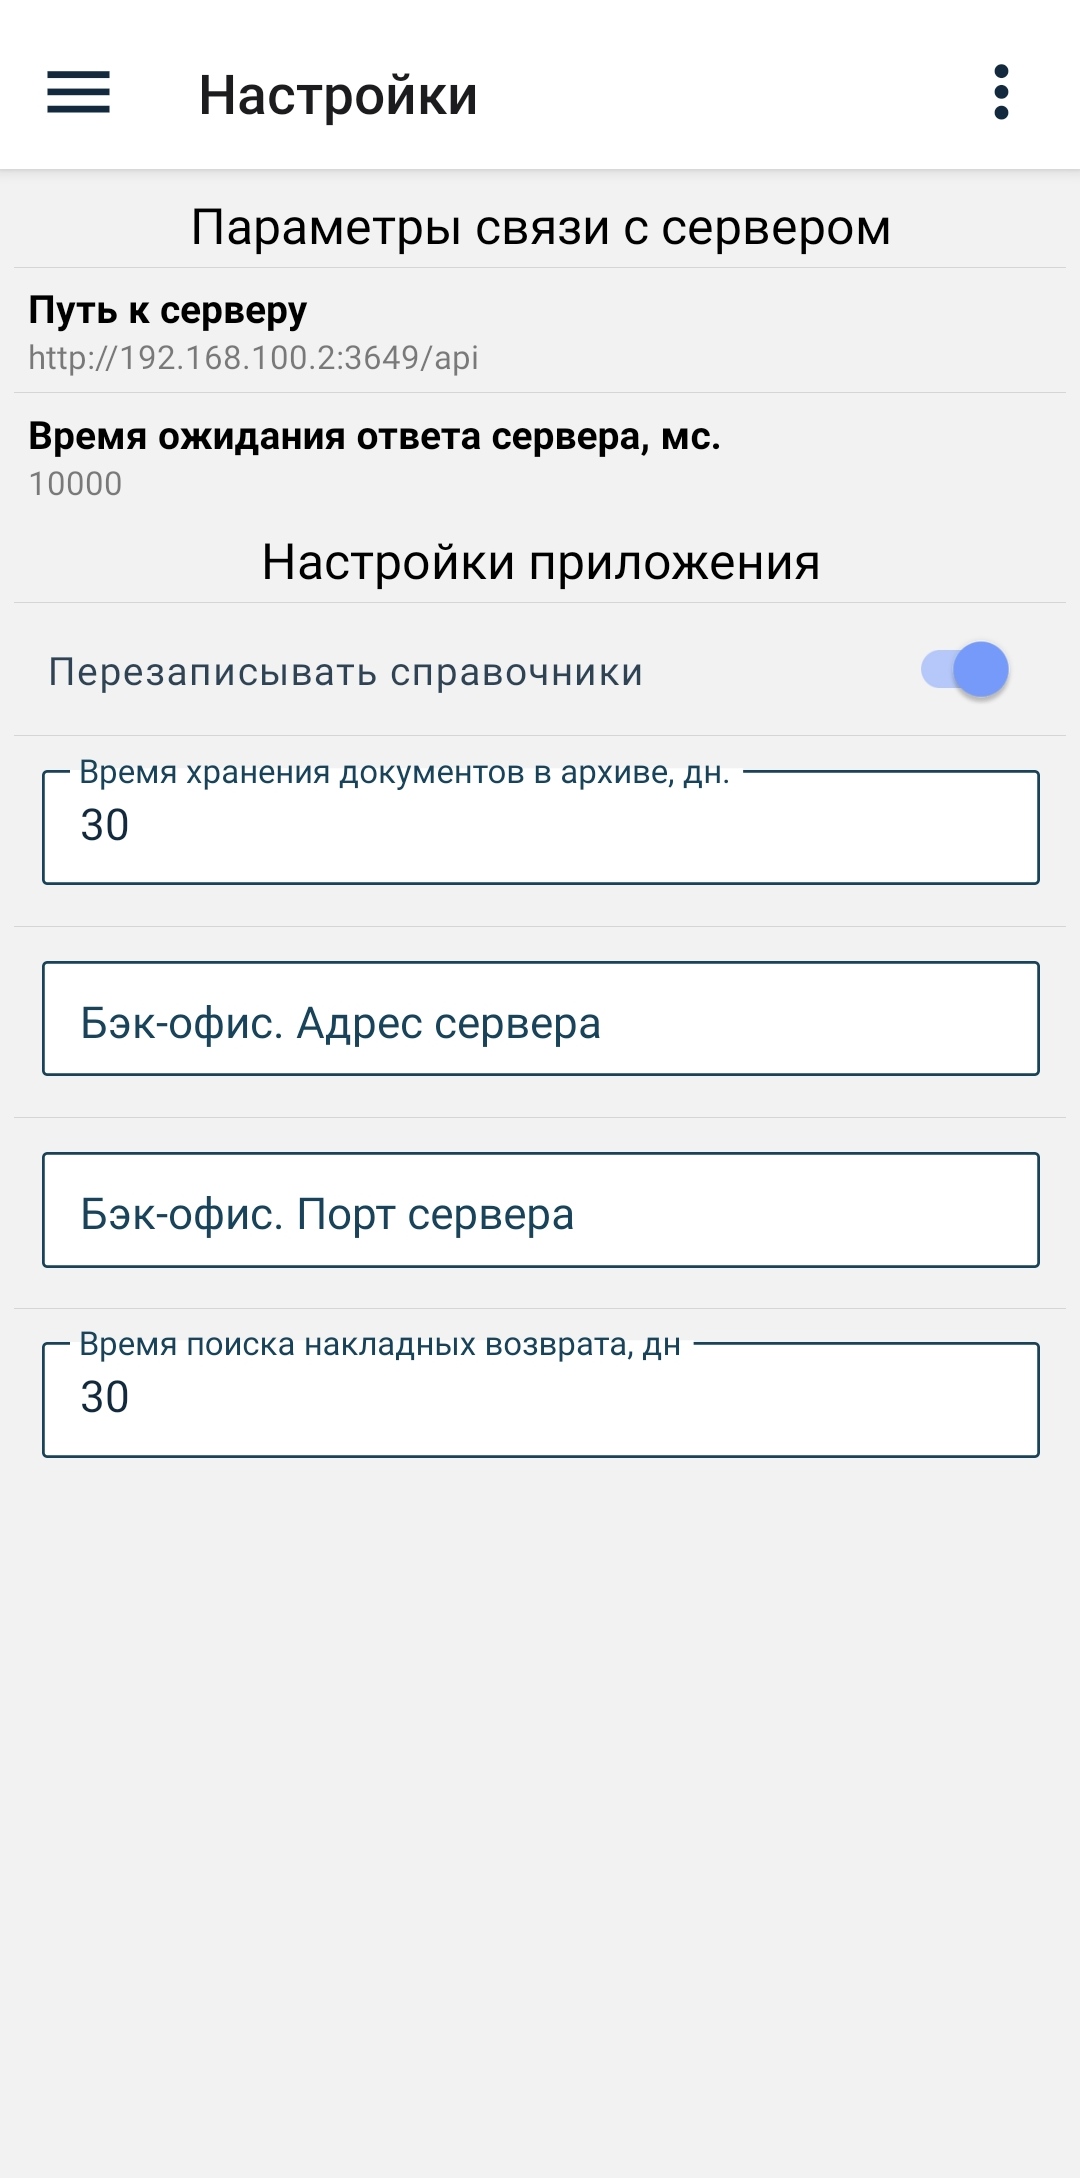 Настройки
Параметры связи с сервером
Путь к серверу
http://192.168.100.2:3649/api
Время ожидания ответа сервера, мс.
10000
Настройки приложения
Перезаписывать справочники
Время хранения документов в архиве, дн.
30
Бэк-офис. Адрес сервера
Бэк-офис. Порт сервера
Время поиска накладных возврата, дн
30